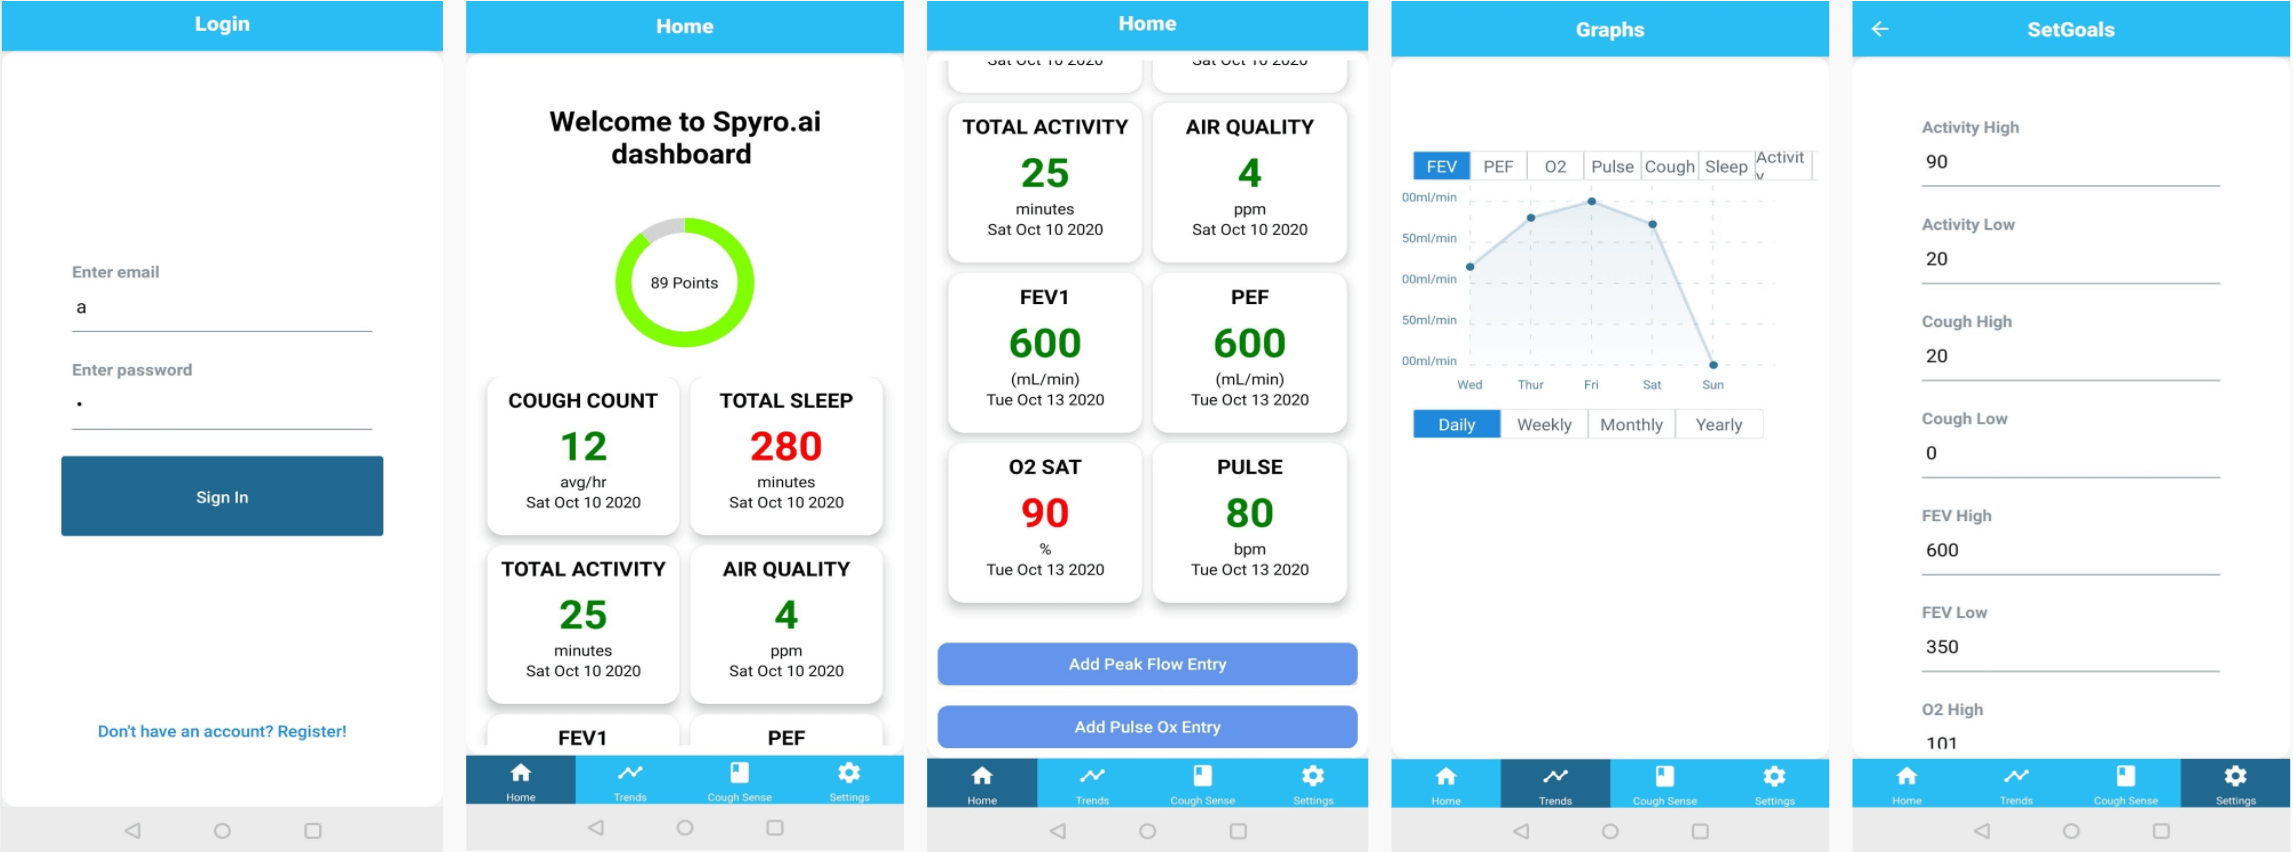 Login
Enter email
a
Enter password
Sign In
Don't have an account? Register!
Home
Welcome to Spyro.ai
dashboard
89 Points
COUGH COUNT
12
avg/hr
Sat Oct 10 2020
TOTAL SLEEP
280
minutes
Sat Oct 10 2020
TOTAL ACTIVITY
25
minutes
Sat Oct 10 2020
AIR QUALITY
4
ppm
Sat Oct 10 2020
FEV1
PEF
Home
Trends
Cough Sense
Settings
Home
Sat Oct 10 2020
Sat Oct 10 2020
TOTAL ACTIVITY
25
minutes
Sat Oct 10 2020
AIR QUALITY
4
ppm
Sat Oct 10 2020
FEV1
600
(mL/min)
Tue Oct 13 2020
PEF
600
(mL/min)
Tue Oct 13 2020
O2 SAT
90
%
Tue Oct 13 2020
PULSE
80
bpm
Tue Oct 13 2020
Add Peak Flow Entry
Add Pulse Ox Entry
Home
Trends
Cough Sense
Settings
Graphs
FEV
PEF
O2
Pulse
Cough
Sleep
Activit
y
00ml/min
50ml/min
00ml/min
50ml/min
00ml/min
Wed
Thur
Fri
Sat
Sun
Daily
Weekly
Monthly
Yearly
Home
Trends
Cough Sense
Settings
SetGoals
Activity High
90
Activity Low
20
Cough High
20
Cough Low
0
FEV High
600
FEV Low
350
O2 High
101
Home
Trends
Cough Sense
Settings